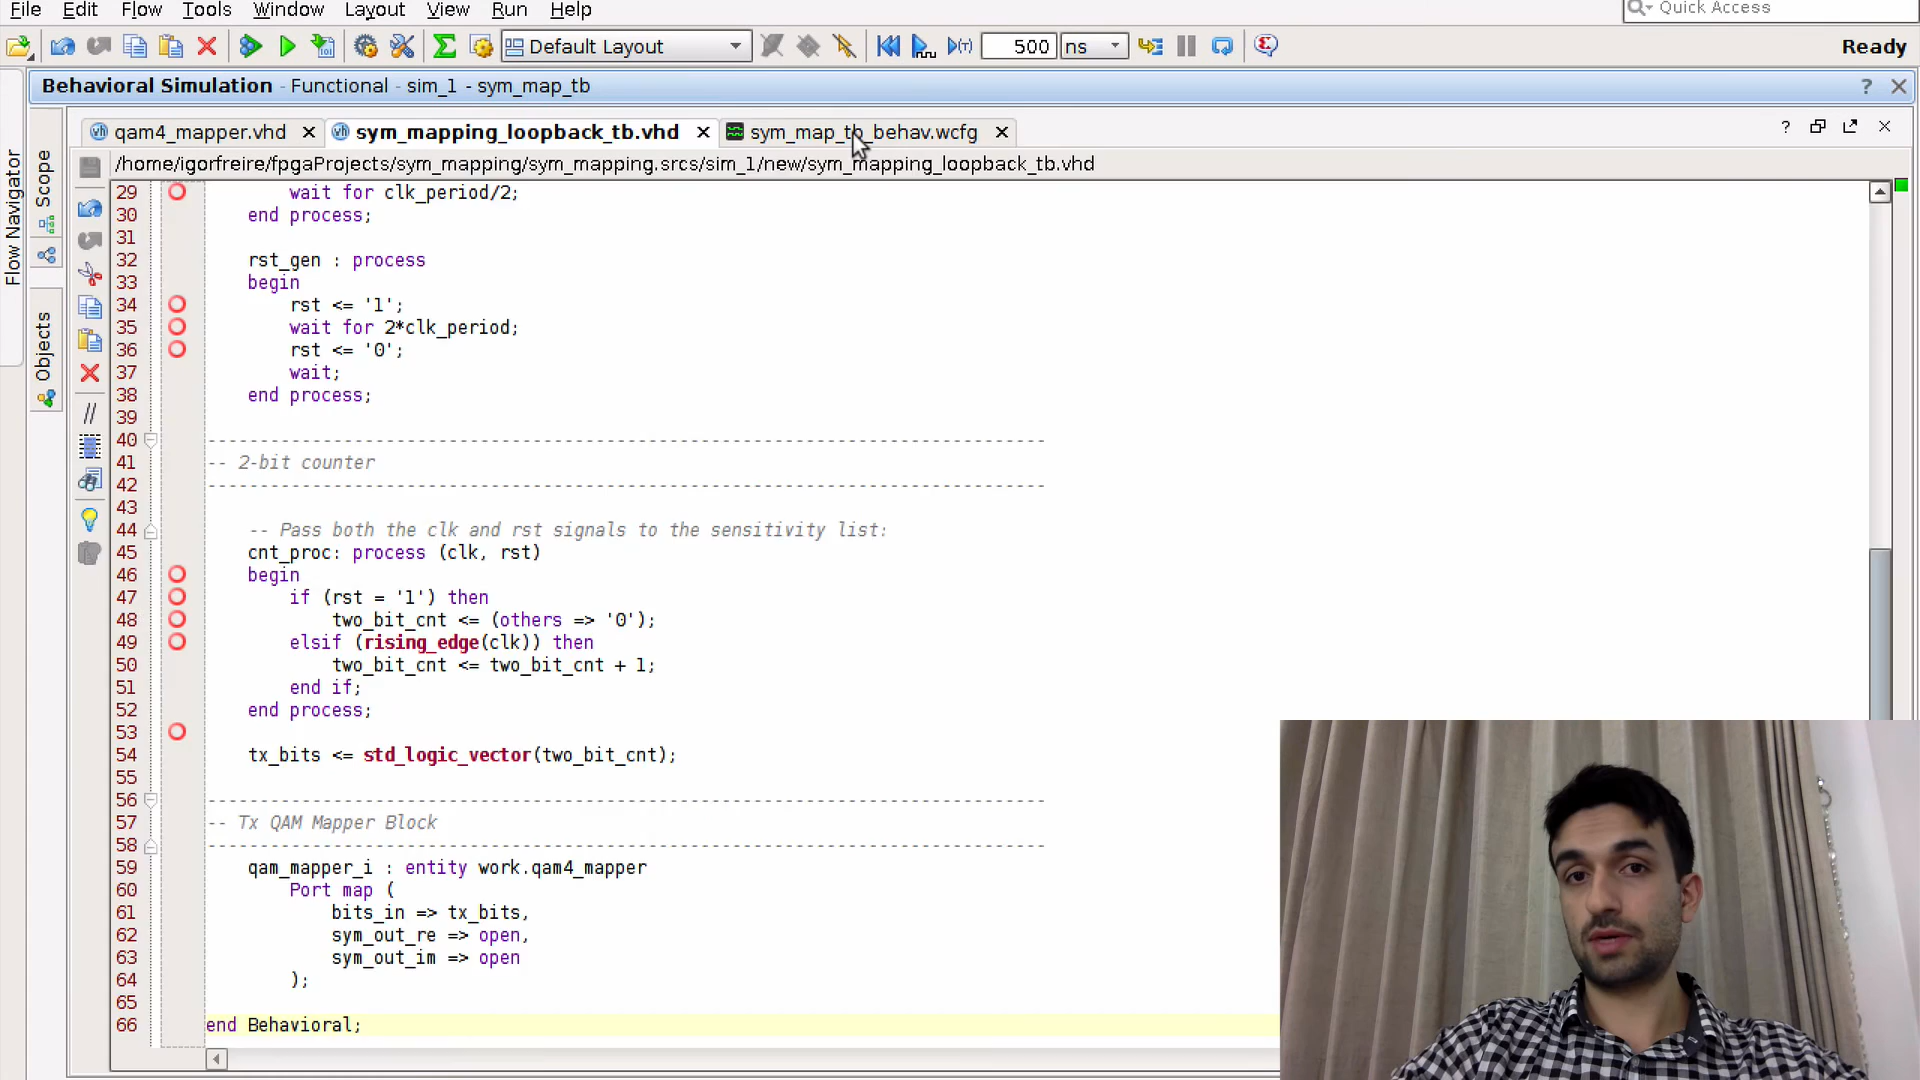 File Edit Flow Tools Window Layout View Run Help
Quick Access
Default Layout
500 ns
Ready
Behavioral Simulation - Functional - sim_1 - sym_map_tb
qam4_mapper.vhd
sym_mapping_loopback_tb.vhd
sym_map_tb_behav.wcfg
/home/igorfreire/fpgaProjects/sym_mapping/sym_mapping.srcs/sim_1/new/sym_mapping_loopback_tb.vhd
Flow Navigator
Scope
Objects
29 wait for clk_period/2;
30 end process;
31
32 rst_gen : process
33 begin
34 rst <= '1';
35 wait for 2*clk_period;
36 rst <= '0';
37 wait;
38 end process;
39
40 --------------------------------------------------------------------------------
41 -- 2-bit counter
42 --------------------------------------------------------------------------------
43
44 -- Pass both the clk and rst signals to the sensitivity list:
45 cnt_proc: process (clk, rst)
46 begin
47 if (rst = '1') then
48 two_bit_cnt <= (others => '0');
49 elsif (rising_edge(clk)) then
50 two_bit_cnt <= two_bit_cnt + 1;
51 end if;
52 end process;
53
54 tx_bits <= std_logic_vector(two_bit_cnt);
55
56 --------------------------------------------------------------------------------
57 -- Tx QAM Mapper Block
58 --------------------------------------------------------------------------------
59 qam_mapper_i : entity work.qam4_mapper
60 Port map (
61 bits_in => tx_bits,
62 sym_out_re => open,
63 sym_out_im => open
64 );
65
66 end Behavioral;